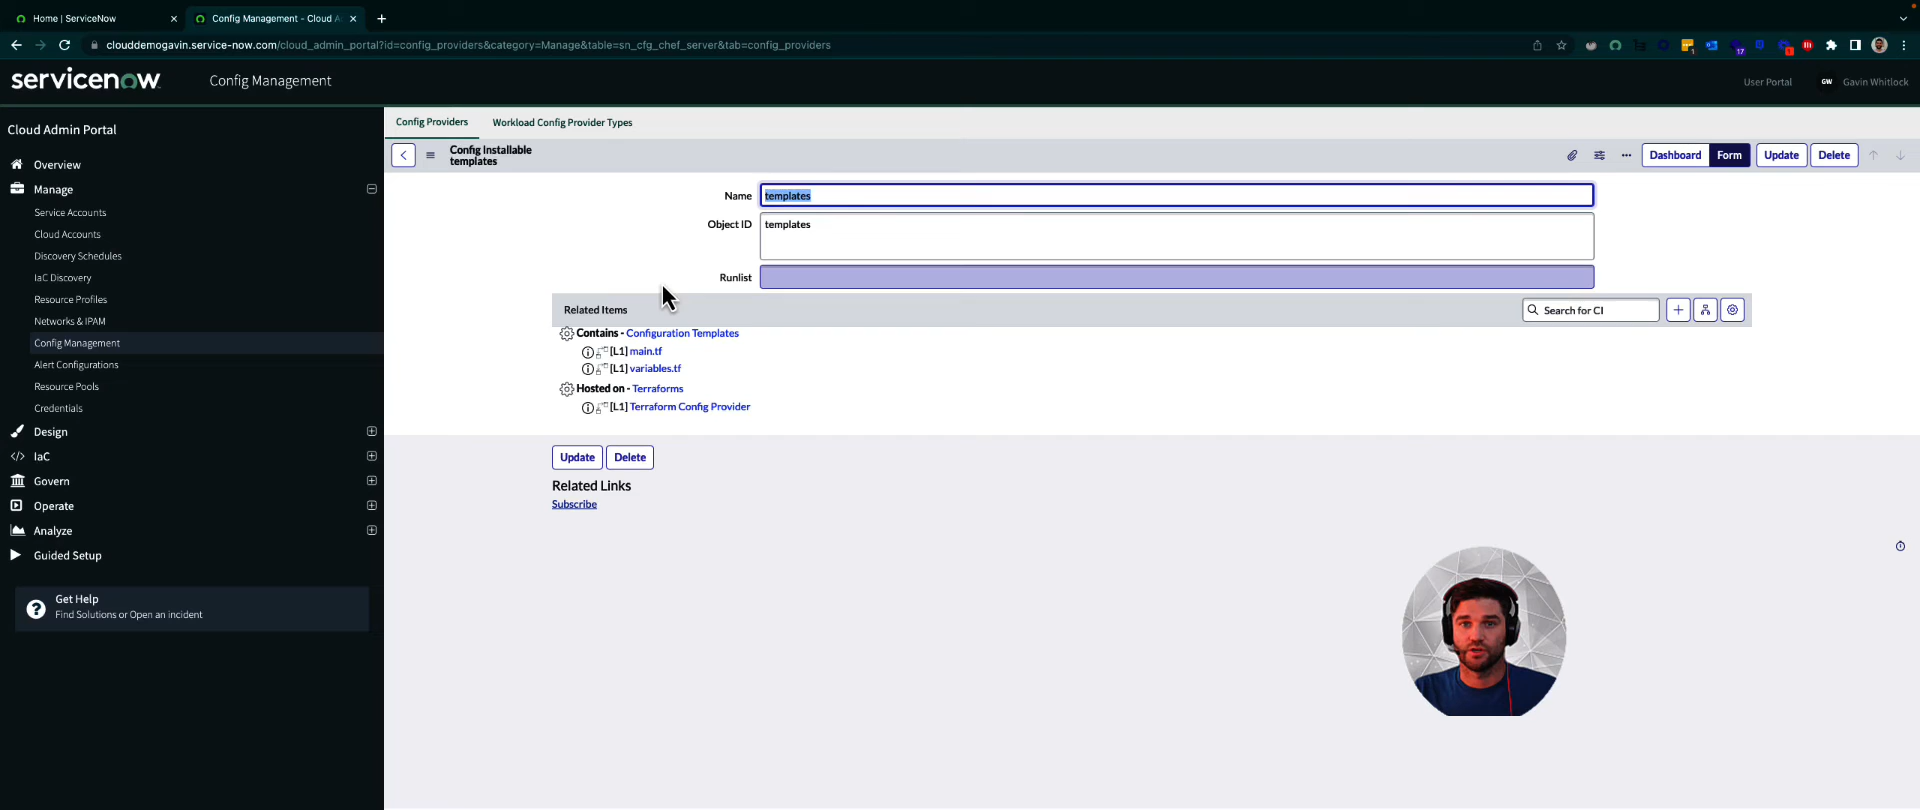 Home | ServiceNow
Config Management - Cloud A
clouddemogavin.service-now.com/cloud_admin_portal?id=config_providers&category=Manage&table=sn_cfg_chef_server&tab=config_providers
17
servicenow
Config Management
User Portal
GW
Gavin Whitlock
Cloud Admin Portal
Overview
Manage
Service Accounts
Cloud Accounts
Discovery Schedules
IaC Discovery
Resource Profiles
Networks & IPAM
Config Management
Alert Configurations
Resource Pools
Credentials
Design
IaC
Govern
Operate
Analyze
Guided Setup
Get Help
Find Solutions or Open an incident
Config Providers
Workload Config Provider Types
Config Installable
templates
Dashboard
Form
Update
Delete
Name
templates
Object ID
templates
Runlist
Related Items
Search for CI
Contains - Configuration Templates
[L1] main.tf
[L1] variables.tf
Hosted on - Terraforms
[L1] Terraform Config Provider
Update
Delete
Related Links
Subscribe